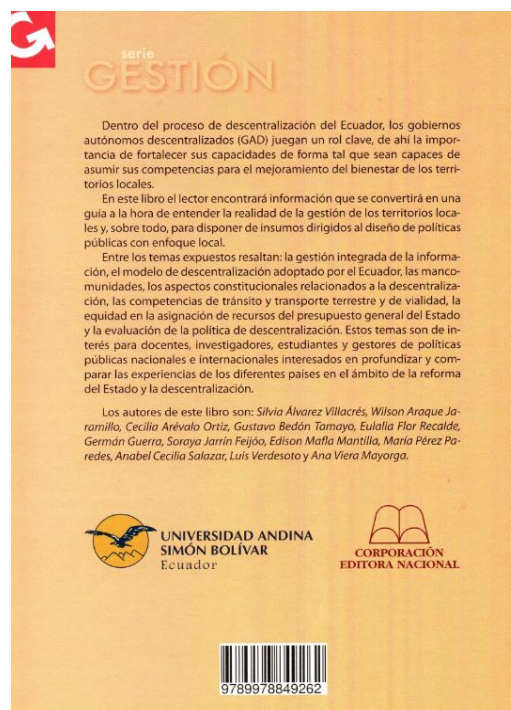 serie
GESTIÓN
Dentro del proceso de descentralización del Ecuador, los gobiernos
autónomos descentralizados (GAD) juegan un rol clave, de ahí la impor-
tancia de fortalecer sus capacidades de forma tal que sean capaces de
asumir sus competencias para el mejoramiento del bienestar de los terri-
torios locales.
En este libro el lector encontrará información que se convertirá en una
guía a la hora de entender la realidad de la gestión de los territorios loca-
les y, sobre todo, para disponer de insumos dirigidos al diseño de políticas
públicas con enfoque local.
Entre los temas expuestos resaltan: la gestión integrada de la informa-
ción, el modelo de descentralización adoptado por el Ecuador, las manco-
munidades, los aspectos constitucionales relacionados a la descentraliza-
ción, las competencias de tránsito y transporte terrestre y de vialidad, la
equidad en la asignación de recursos del presupuesto general del Estado
y la evaluación de la política de descentralización. Estos temas son de in-
terés para docentes, investigadores, estudiantes y gestores de políticas
públicas nacionales e internacionales interesados en profundizar y com-
parar las experiencias de los diferentes países en el ámbito de la reforma
del Estado y la descentralización.
Los autores de este libro son: Silvia Álvarez Villacrés, Wilson Araque Ja-
ramillo, Cecilia Arévalo Ortiz, Gustavo Bedón Tamayo, Eulalia Flor Recalde,
Germán Guerra, Soraya Jarrín Feijóo, Edison Mafla Mantilla, María Pérez Pa-
redes, Anabel Cecilia Salazar, Luis Verdesoto y Ana Viera Mayorga.
UNIVERSIDAD ANDINA
SIMÓN BOLÍVAR
Ecuador
CORPORACIÓN
EDITORA NACIONAL
9789978849262